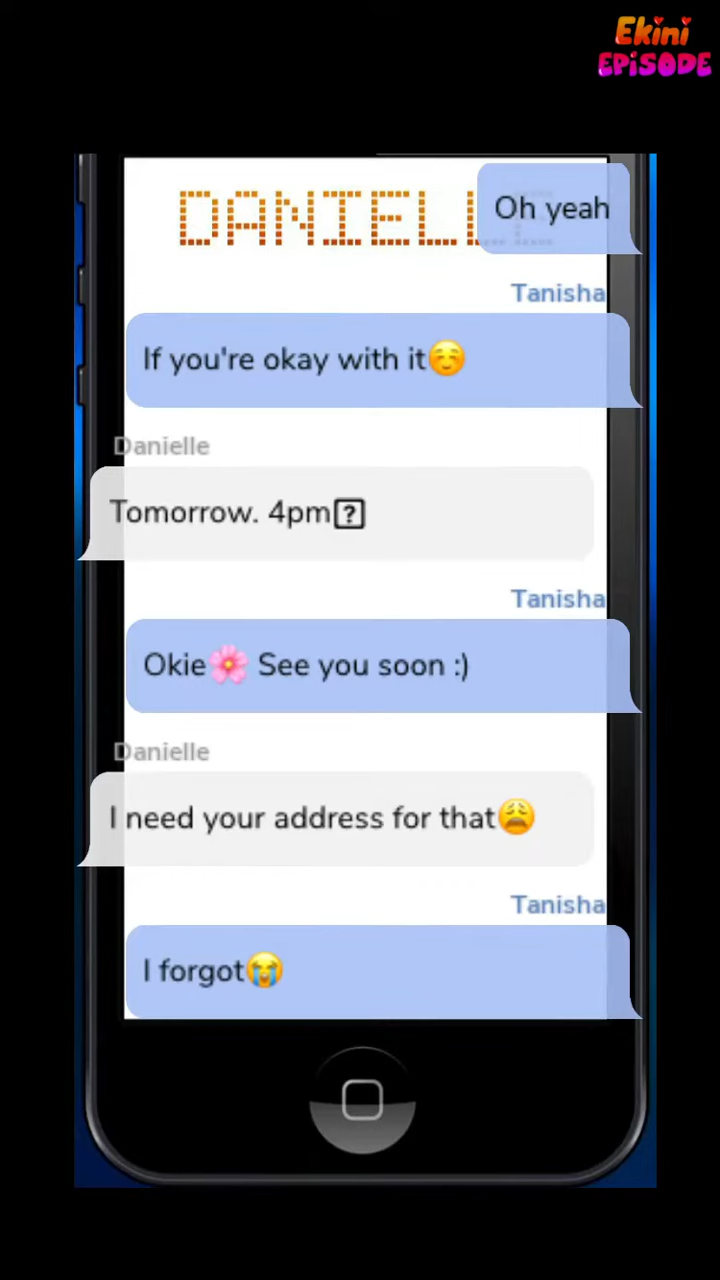 Ekini
EPiSODE
DANIELLE
Oh yeah
Tanisha
If you're okay with it☺️
Danielle
Tomorrow. 4pm⍰
Tanisha
Okie🌸 See you soon :)
Danielle
I need your address for that😩
Tanisha
I forgot😭